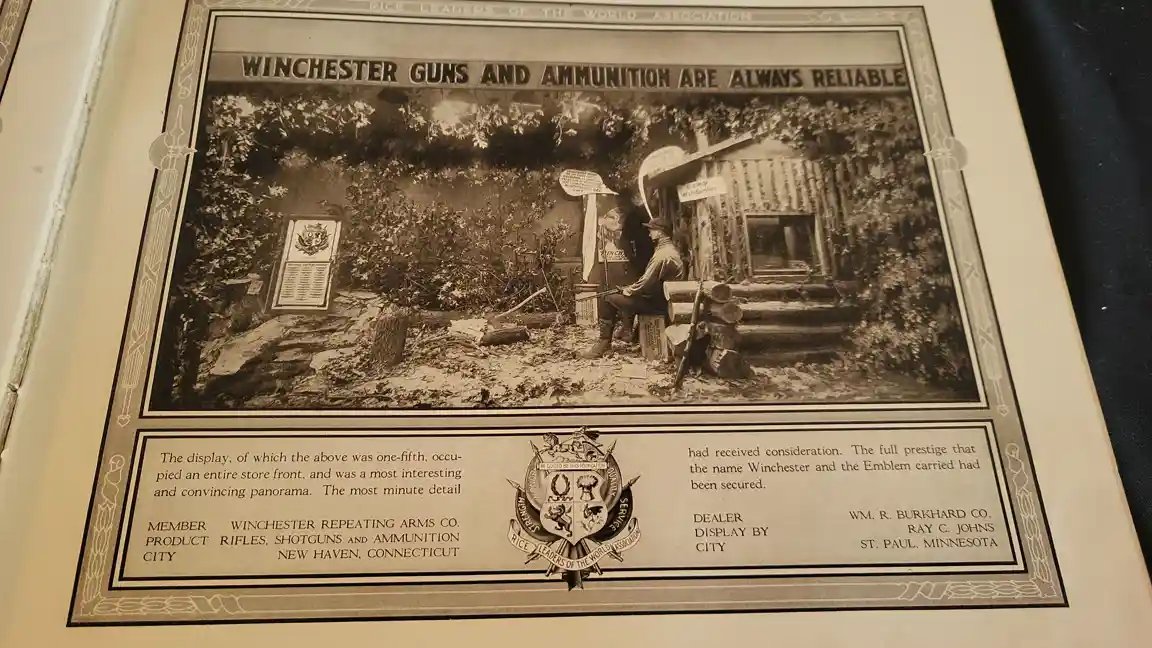 RICE LEADERS OF THE WORLD ASSOCIATION
WINCHESTER GUNS AND AMMUNITION ARE ALWAYS RELIABLE
The display, of which the above was one-fifth, occu-
pied an entire store front, and was a most interesting
and convincing panorama. The most minute detail
had received consideration. The full prestige that
the name Winchester and the Emblem carried had
been secured.
MEMBER WINCHESTER REPEATING ARMS CO.
PRODUCT RIFLES, SHOTGUNS AND AMMUNITION
CITY NEW HAVEN, CONNECTICUT
STRENGTH
SERVICE
RICE LEADERS OF THE WORLD ASSOCIATION
DEALER WM. R. BURKHARD CO.
DISPLAY BY RAY C. JOHNS
CITY ST. PAUL, MINNESOTA